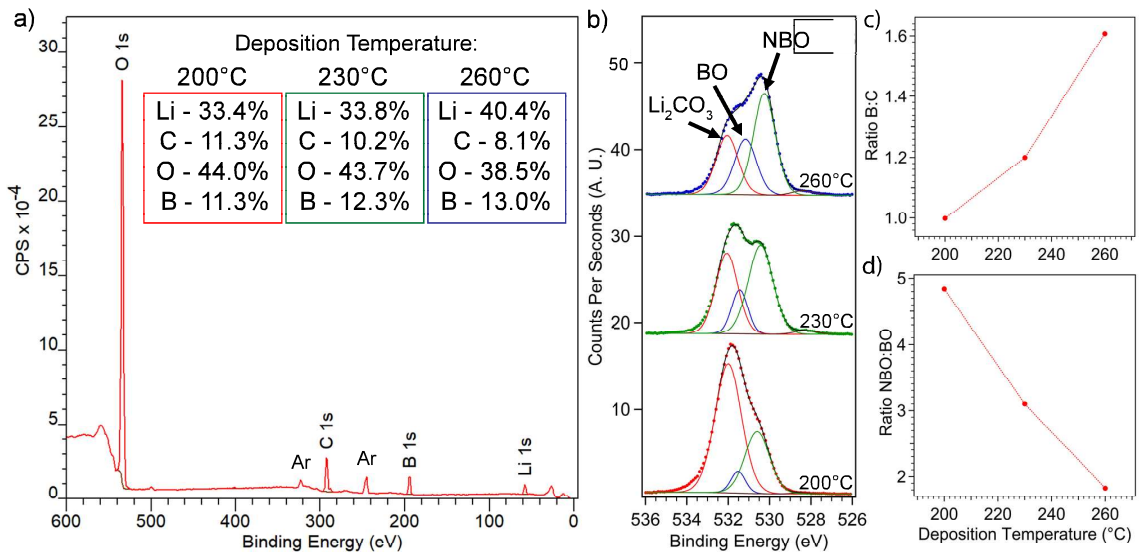 a)
CPS x 10⁻⁴
30
25
20
15
10
5
0
O 1s
Deposition Temperature:
200°C 230°C 260°C
Li - 33.4% Li - 33.8% Li - 40.4%
C - 11.3% C - 10.2% C - 8.1%
O - 44.0% O - 43.7% O - 38.5%
B - 11.3% B - 12.3% B - 13.0%
Ar
C 1s
Ar
B 1s
Li 1s
600 500 400 300 200 100 0
Binding Energy (eV)
b)
Counts Per Seconds (A. U.)
50
40
30
20
10
NBO
BO
Li₂CO₃
260°C
230°C
200°C
536 534 532 530 528 526
Binding Energy (eV)
c)
Ratio B:C
1.6
1.4
1.2
1.0
200 220 240 260
d)
Ratio NBO:BO
5
4
3
2
200 220 240 260
Deposition Temperature (°C)